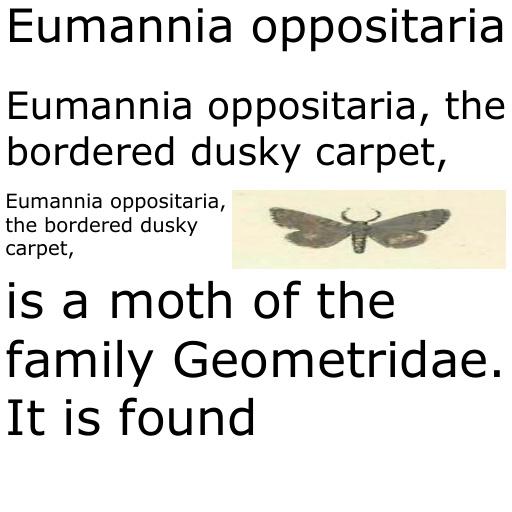 Eumannia oppositaria
Eumannia oppositaria, the
bordered dusky carpet,
Eumannia oppositaria,
the bordered dusky
carpet,
is a moth of the
family Geometridae.
It is found